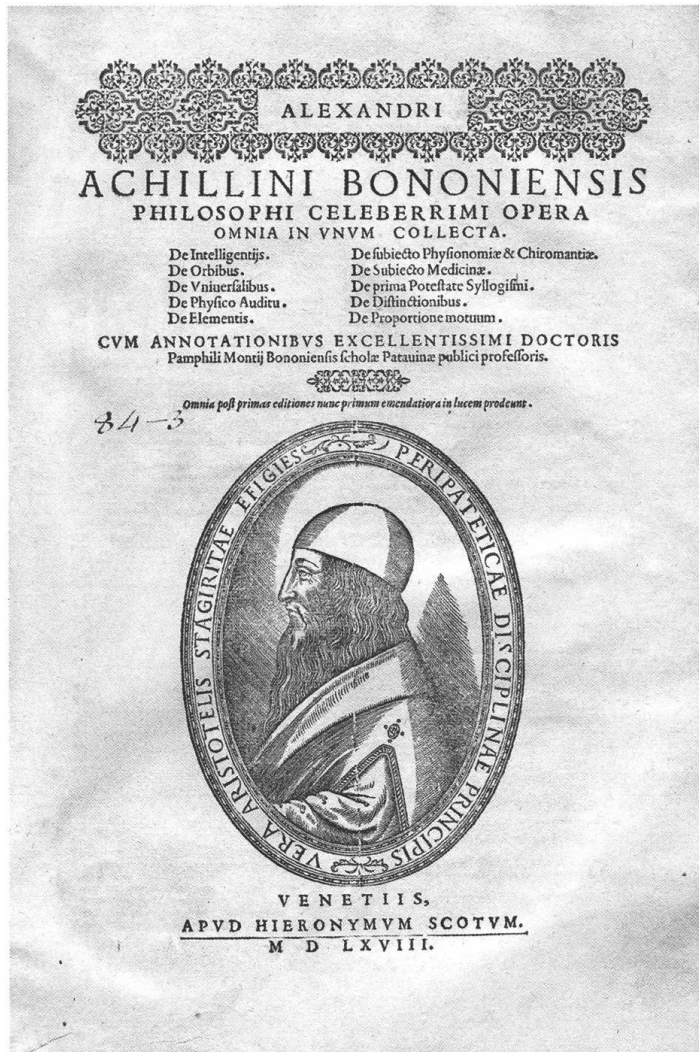 ALEXANDRI
ACHILLINI BONONIENSIS
PHILOSOPHI CELEBERRIMI OPERA
OMNIA IN VNVM COLLECTA.
De Intelligentijs.
De Orbibus.
De Vniuerſalibus.
De Phyſico Auditu.
De Elementis.
De ſubiecto Phyſionomiæ & Chiromantiæ.
De Subiecto Medicinæ.
De prima Poteſtate Syllogiſmi.
De Diſtinctionibus.
De Proportione motuum.
CVM ANNOTATIONIBVS EXCELLENTISSIMI DOCTORIS
Pamphili Montij Bononienſis ſcholæ Patauinæ publici profeſſoris.
Omnia poſt primas editiones nunc primum emendatiora in lucem prodeunt.
84-3
VERA ARISTOTELIS STAGIRITAE EFIGIES
PERIPATETICAE DISCIPLINAE PRINCIPIS
VENETIIS,
APVD HIERONYMVM SCOTVM.
M D LXVIII.